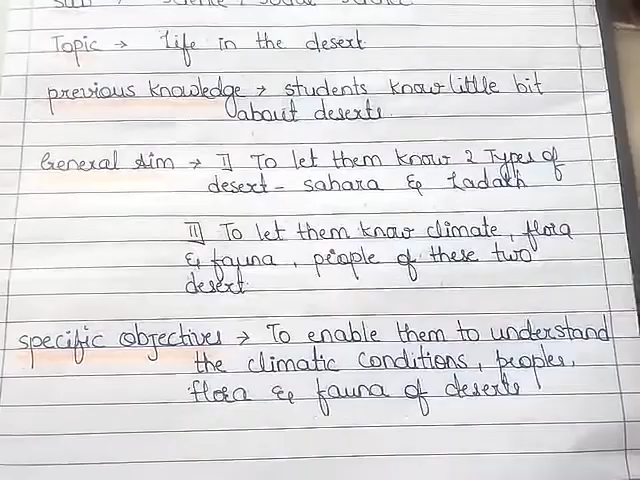 Topic → Life in the desert
previous knowledge → students know little bit
about deserts.
General Aim → I] To let them know 2 Types of
desert - sahara & Ladakh
II] To let them know climate, flora
& fauna, people of these two
desert.
specific objectives → To enable them to understand
the climatic conditions, peoples,
flora & fauna of deserts